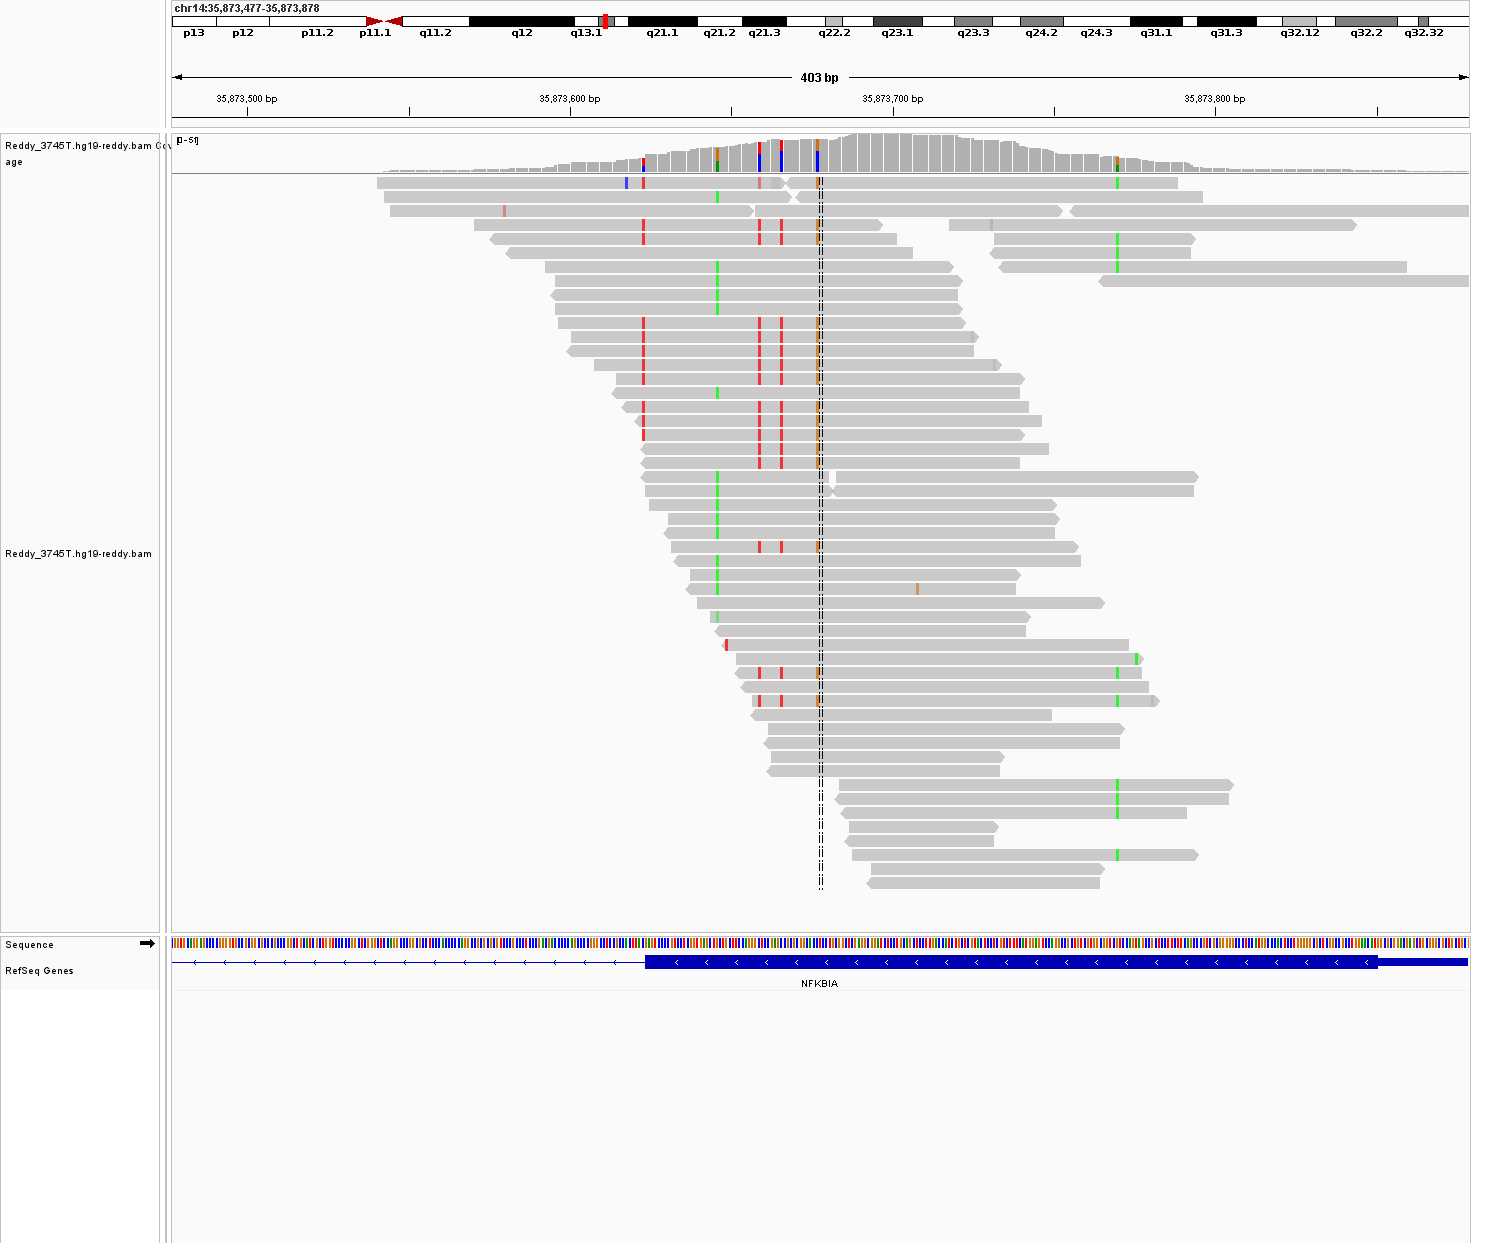 chr14:35,873,477-35,873,878
p13 p12 p11.2 p11.1 q11.2 q12 q13.1 q21.1 q21.2 q21.3 q22.2 q23.1 q23.3 q24.2 q24.3 q31.1 q31.3 q32.12 q32.2 q32.32
403 bp
35,873,500 bp 35,873,600 bp 35,873,700 bp 35,873,800 bp
Reddy_3745T.hg19-reddy.bam Cov
age
[0-51]
Reddy_3745T.hg19-reddy.bam
Sequence
RefSeq Genes
NFKBIA